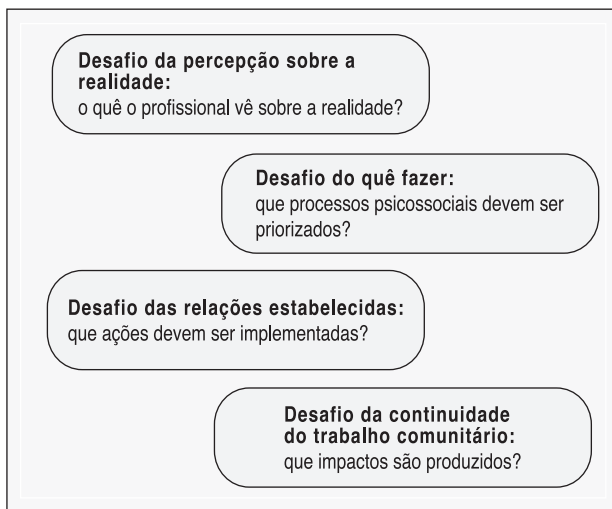 Desafio da percepção sobre a
realidade:
o quê o profissional vê sobre a realidade?
Desafio do quê fazer:
que processos psicossociais devem ser
priorizados?
Desafio das relações estabelecidas:
que ações devem ser implementadas?
Desafio da continuidade
do trabalho comunitário:
que impactos são produzidos?